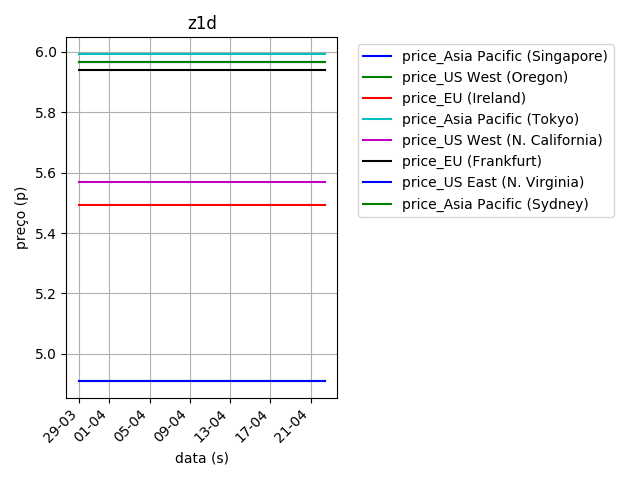 z1d
6.0
5.8
5.6
5.4
5.2
5.0
preço (p)
29-03
01-04
05-04
09-04
13-04
17-04
21-04
data (s)
price_Asia Pacific (Singapore)
price_US West (Oregon)
price_EU (Ireland)
price_Asia Pacific (Tokyo)
price_US West (N. California)
price_EU (Frankfurt)
price_US East (N. Virginia)
price_Asia Pacific (Sydney)